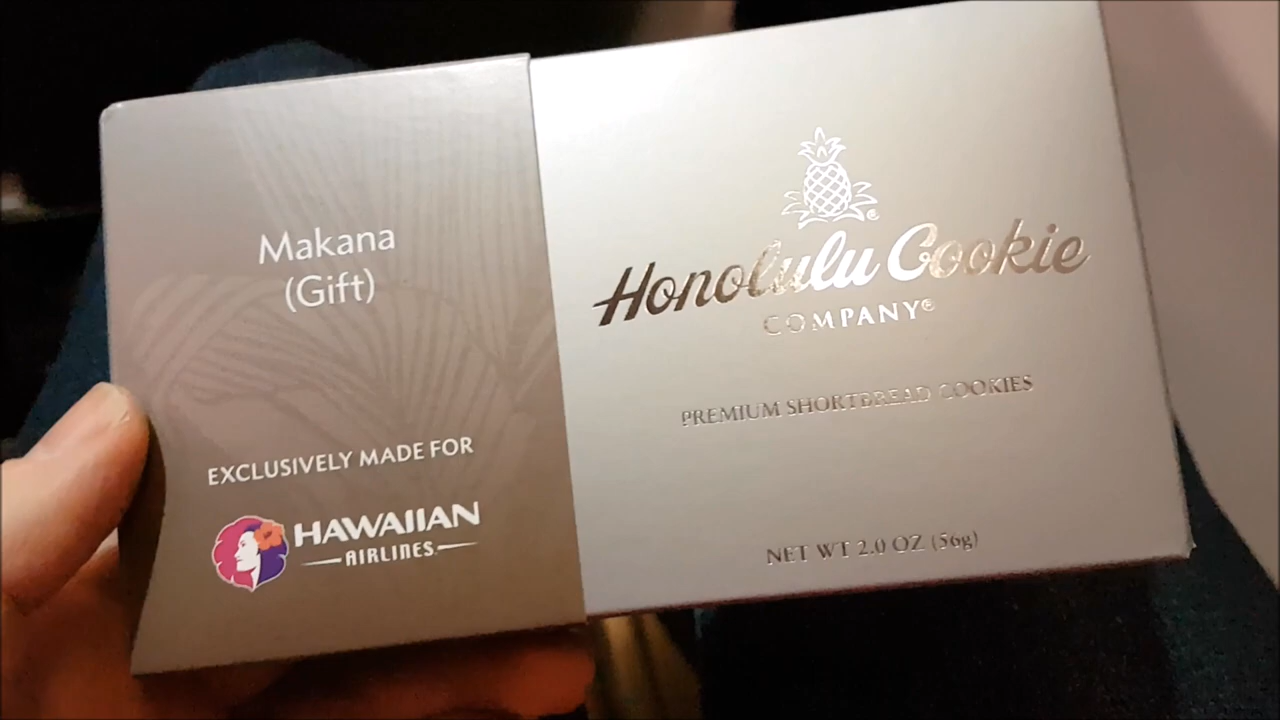 Makana
(Gift)
EXCLUSIVELY MADE FOR
HAWAIIAN
AIRLINES
Honolulu Cookie
COMPANY®
PREMIUM SHORTBREAD COOKIES
NET WT 2.0 OZ (56g)